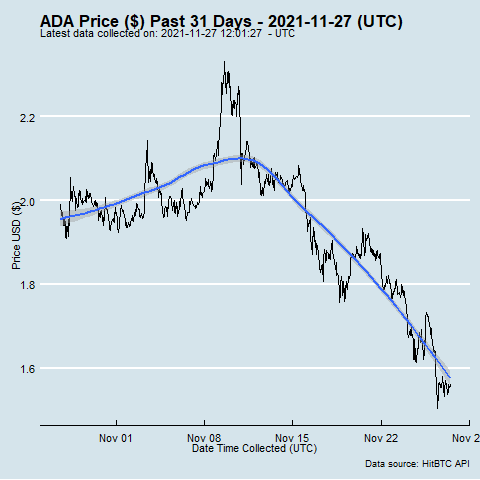 ADA Price ($) Past 31 Days - 2021-11-27 (UTC)
Latest data collected on: 2021-11-27 12:01:27 - UTC
2.2
2.0
1.8
1.6
Price USD ($)
Nov 01 Nov 08 Nov 15 Nov 22 Nov 2
Date Time Collected (UTC)
Data source: HitBTC API